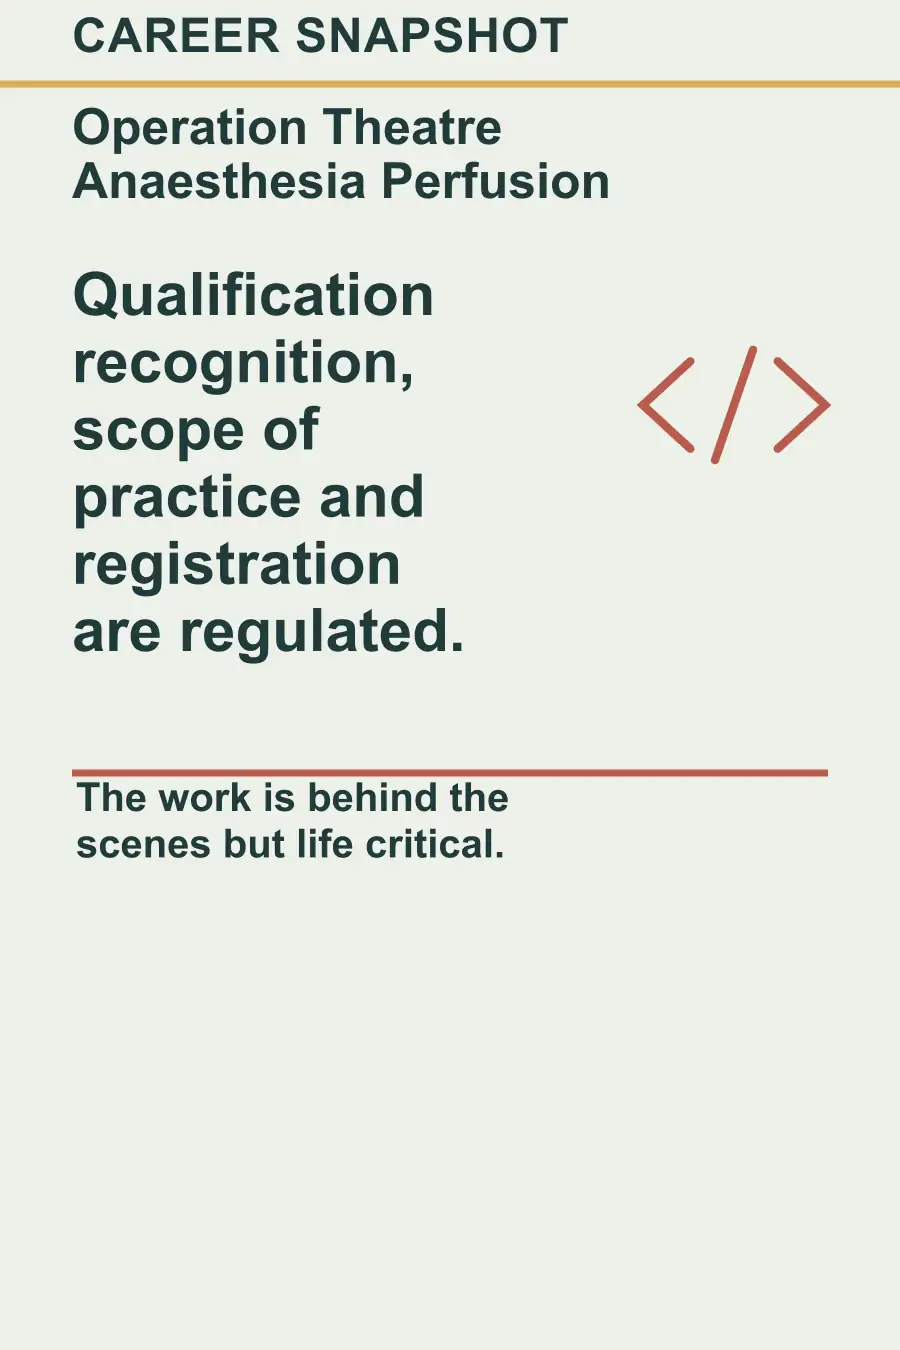 CAREER SNAPSHOT
Operation Theatre
Anaesthesia Perfusion
Qualification
recognition,
scope of
practice and
registration
are regulated.
The work is behind the
scenes but life critical.